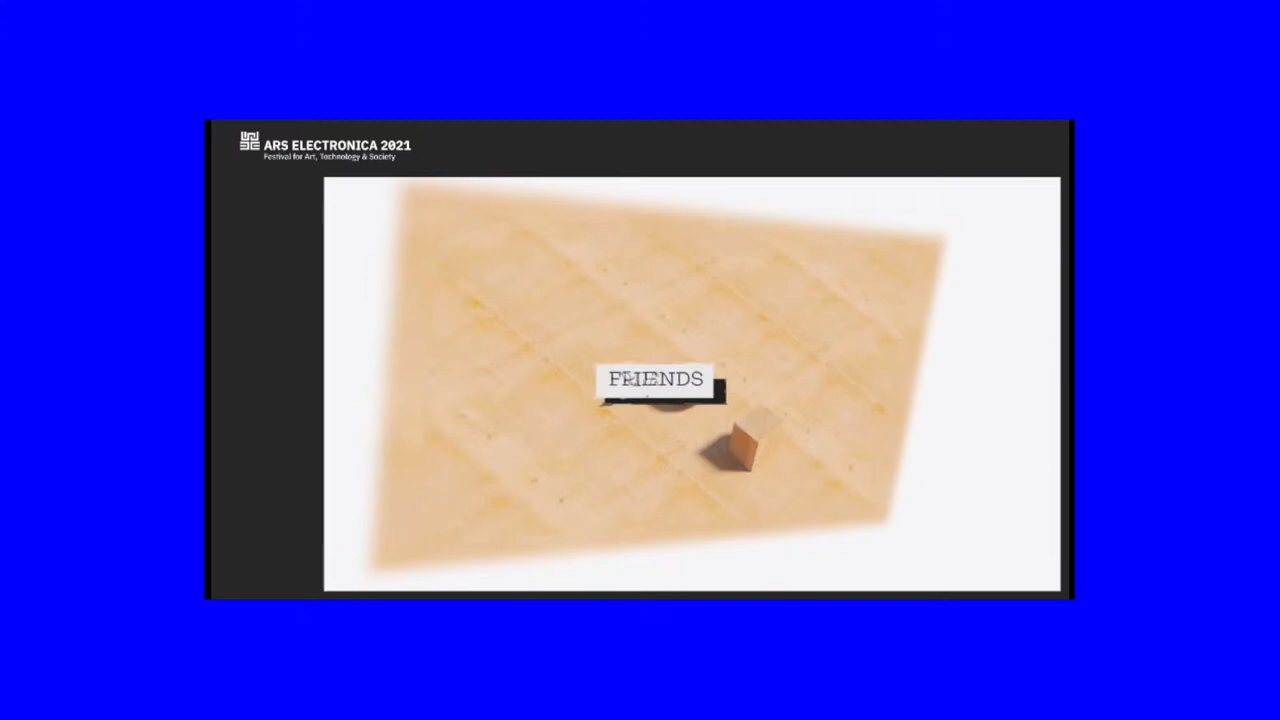 ARS ELECTRONICA 2021
Festival for Art, Technology & Society
FRIENDS